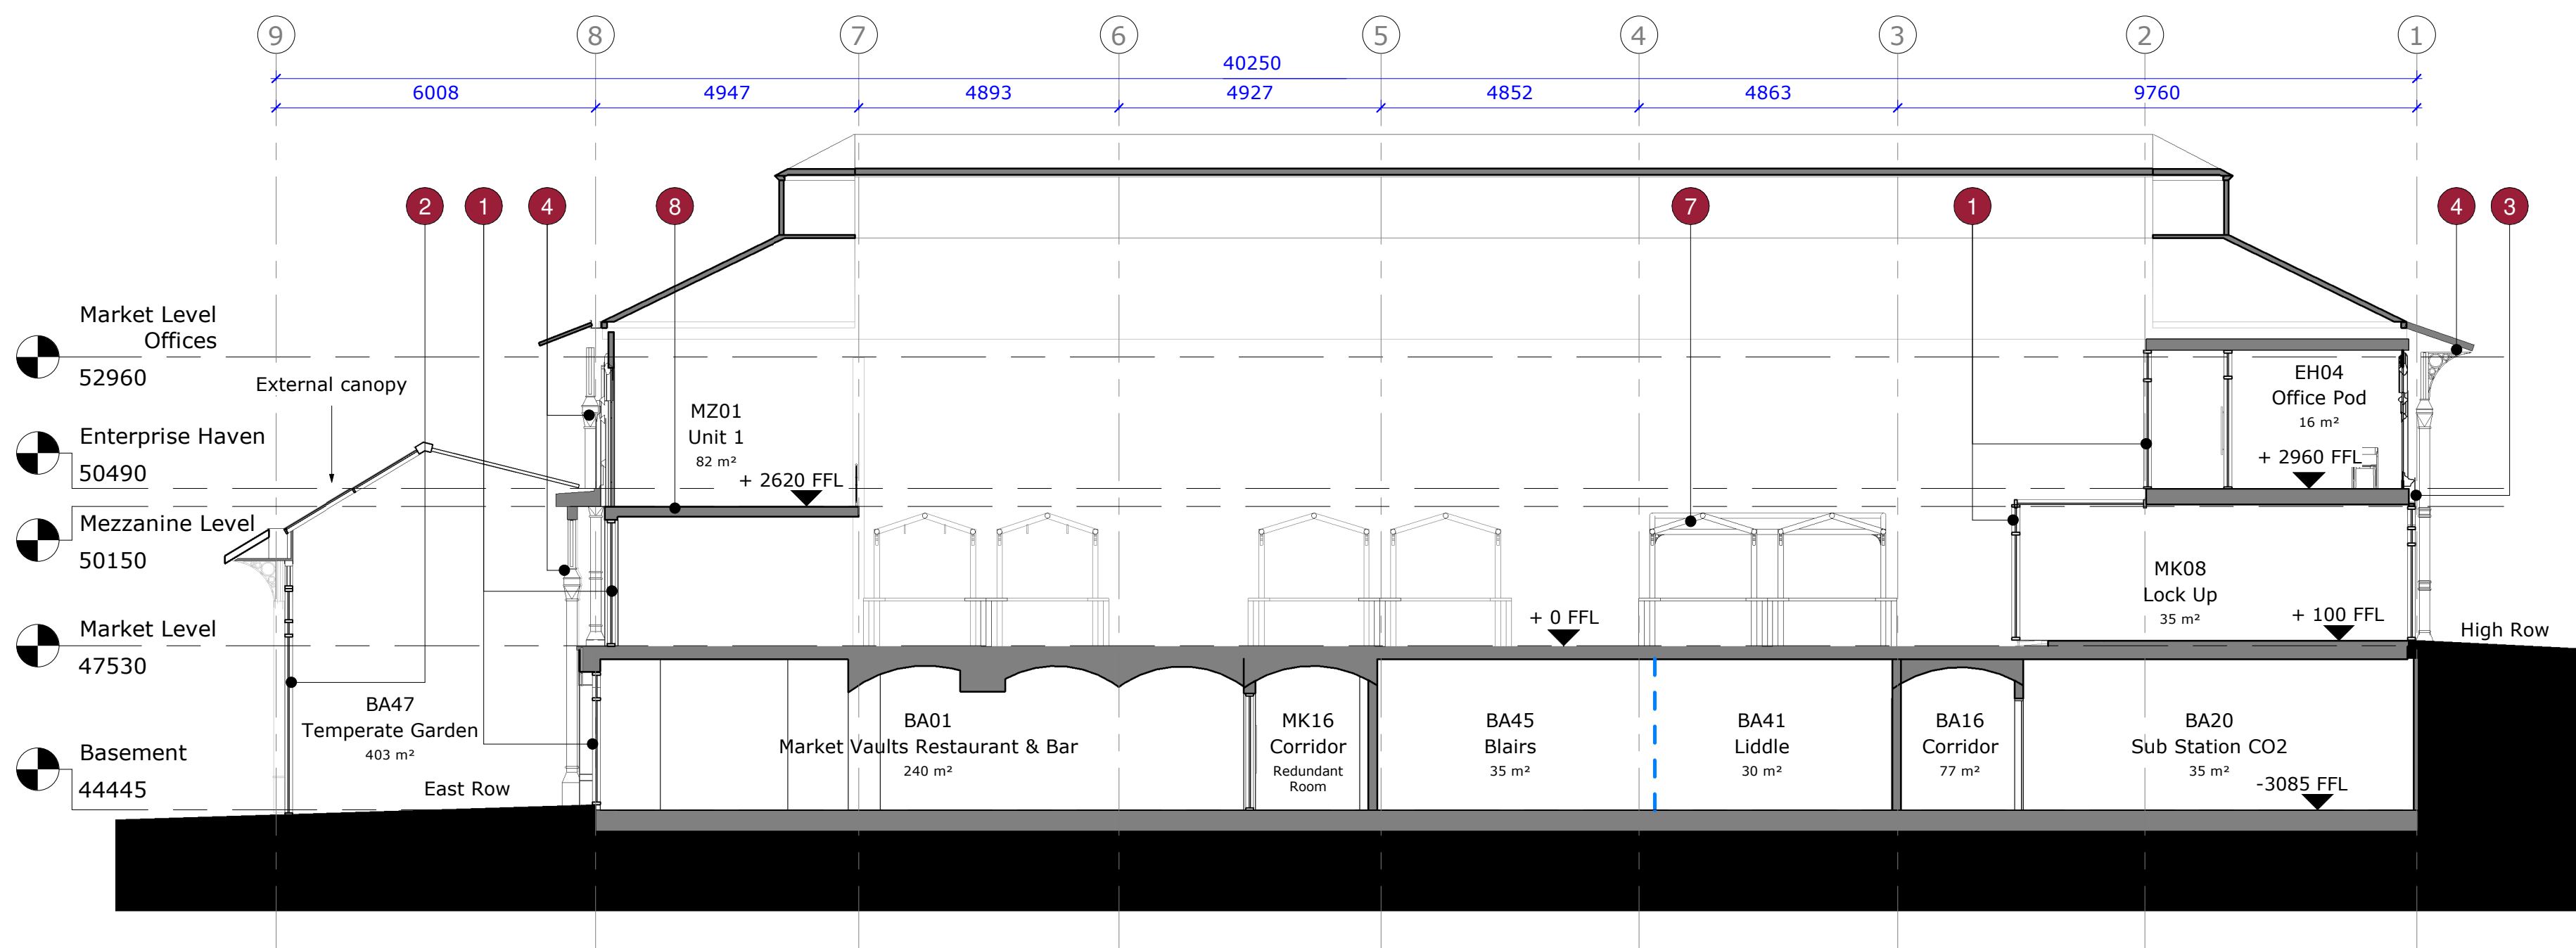 9 8 7 6 5 4 3 2 1
40250
6008 4947 4893 4927 4852 4863 9760
2 1 4 8 7 1 4 3
Market Level
Offices
52960
External canopy
Enterprise Haven
50490
Mezzanine Level
50150
Market Level
47530
Basement
44445
MZ01
Unit 1
82 m²
+ 2620 FFL
EH04
Office Pod
16 m²
+ 2960 FFL
MK08
Lock Up
35 m²
+ 0 FFL
+ 100 FFL
High Row
BA47
Temperate Garden
403 m²
East Row
BA01
Market Vaults Restaurant & Bar
240 m²
MK16
Corridor
Redundant
Room
BA45
Blairs
35 m²
BA41
Liddle
30 m²
BA16
Corridor
77 m²
BA20
Sub Station CO2
35 m²
-3085 FFL